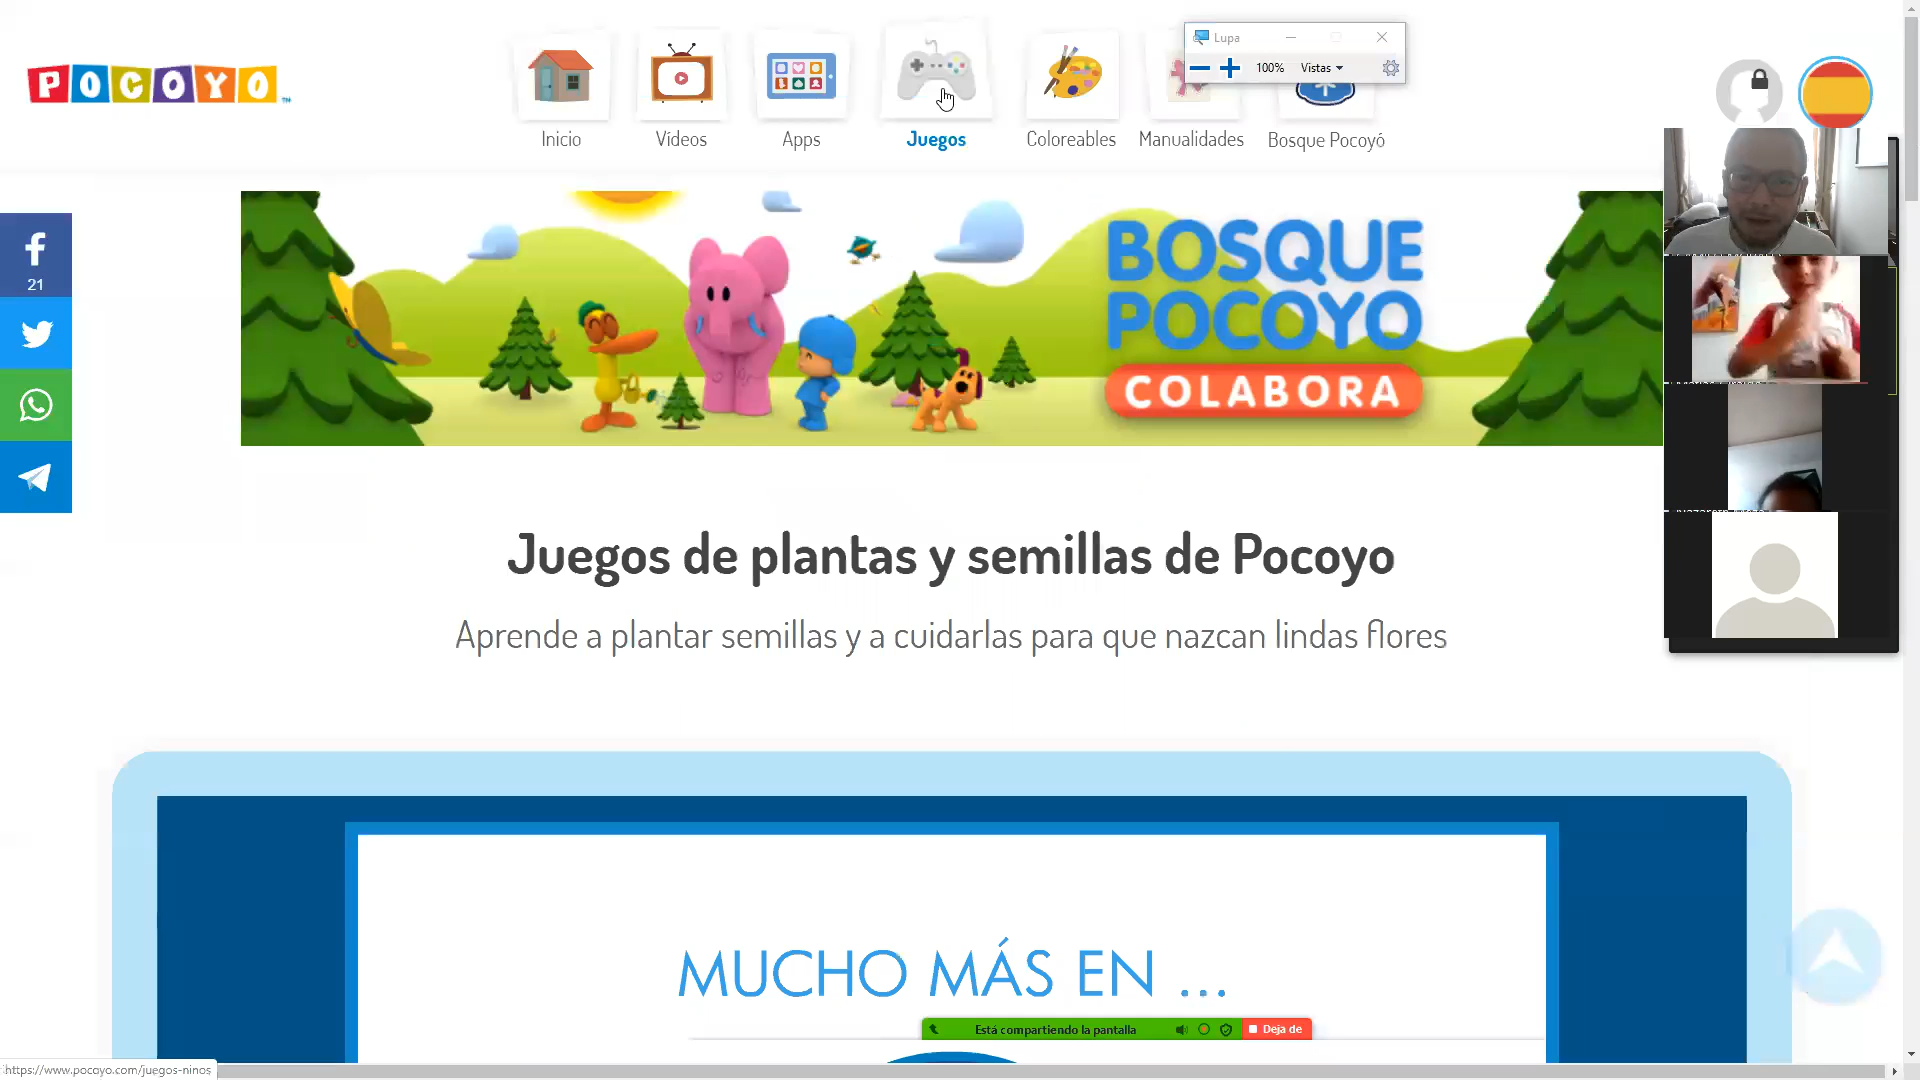 POCOYO™
Inicio
Vídeos
Apps
Juegos
Coloreables
Manualidades
Bosque Pocoyó
Lupa
100%
Vistas
21
BOSQUE
POCOYO
COLABORA
Juegos de plantas y semillas de Pocoyo
Aprende a plantar semillas y a cuidarlas para que nazcan lindas flores
MUCHO MÁS EN ...
Está compartiendo la pantalla
Deja de
https://www.pocoyo.com/juegos-ninos